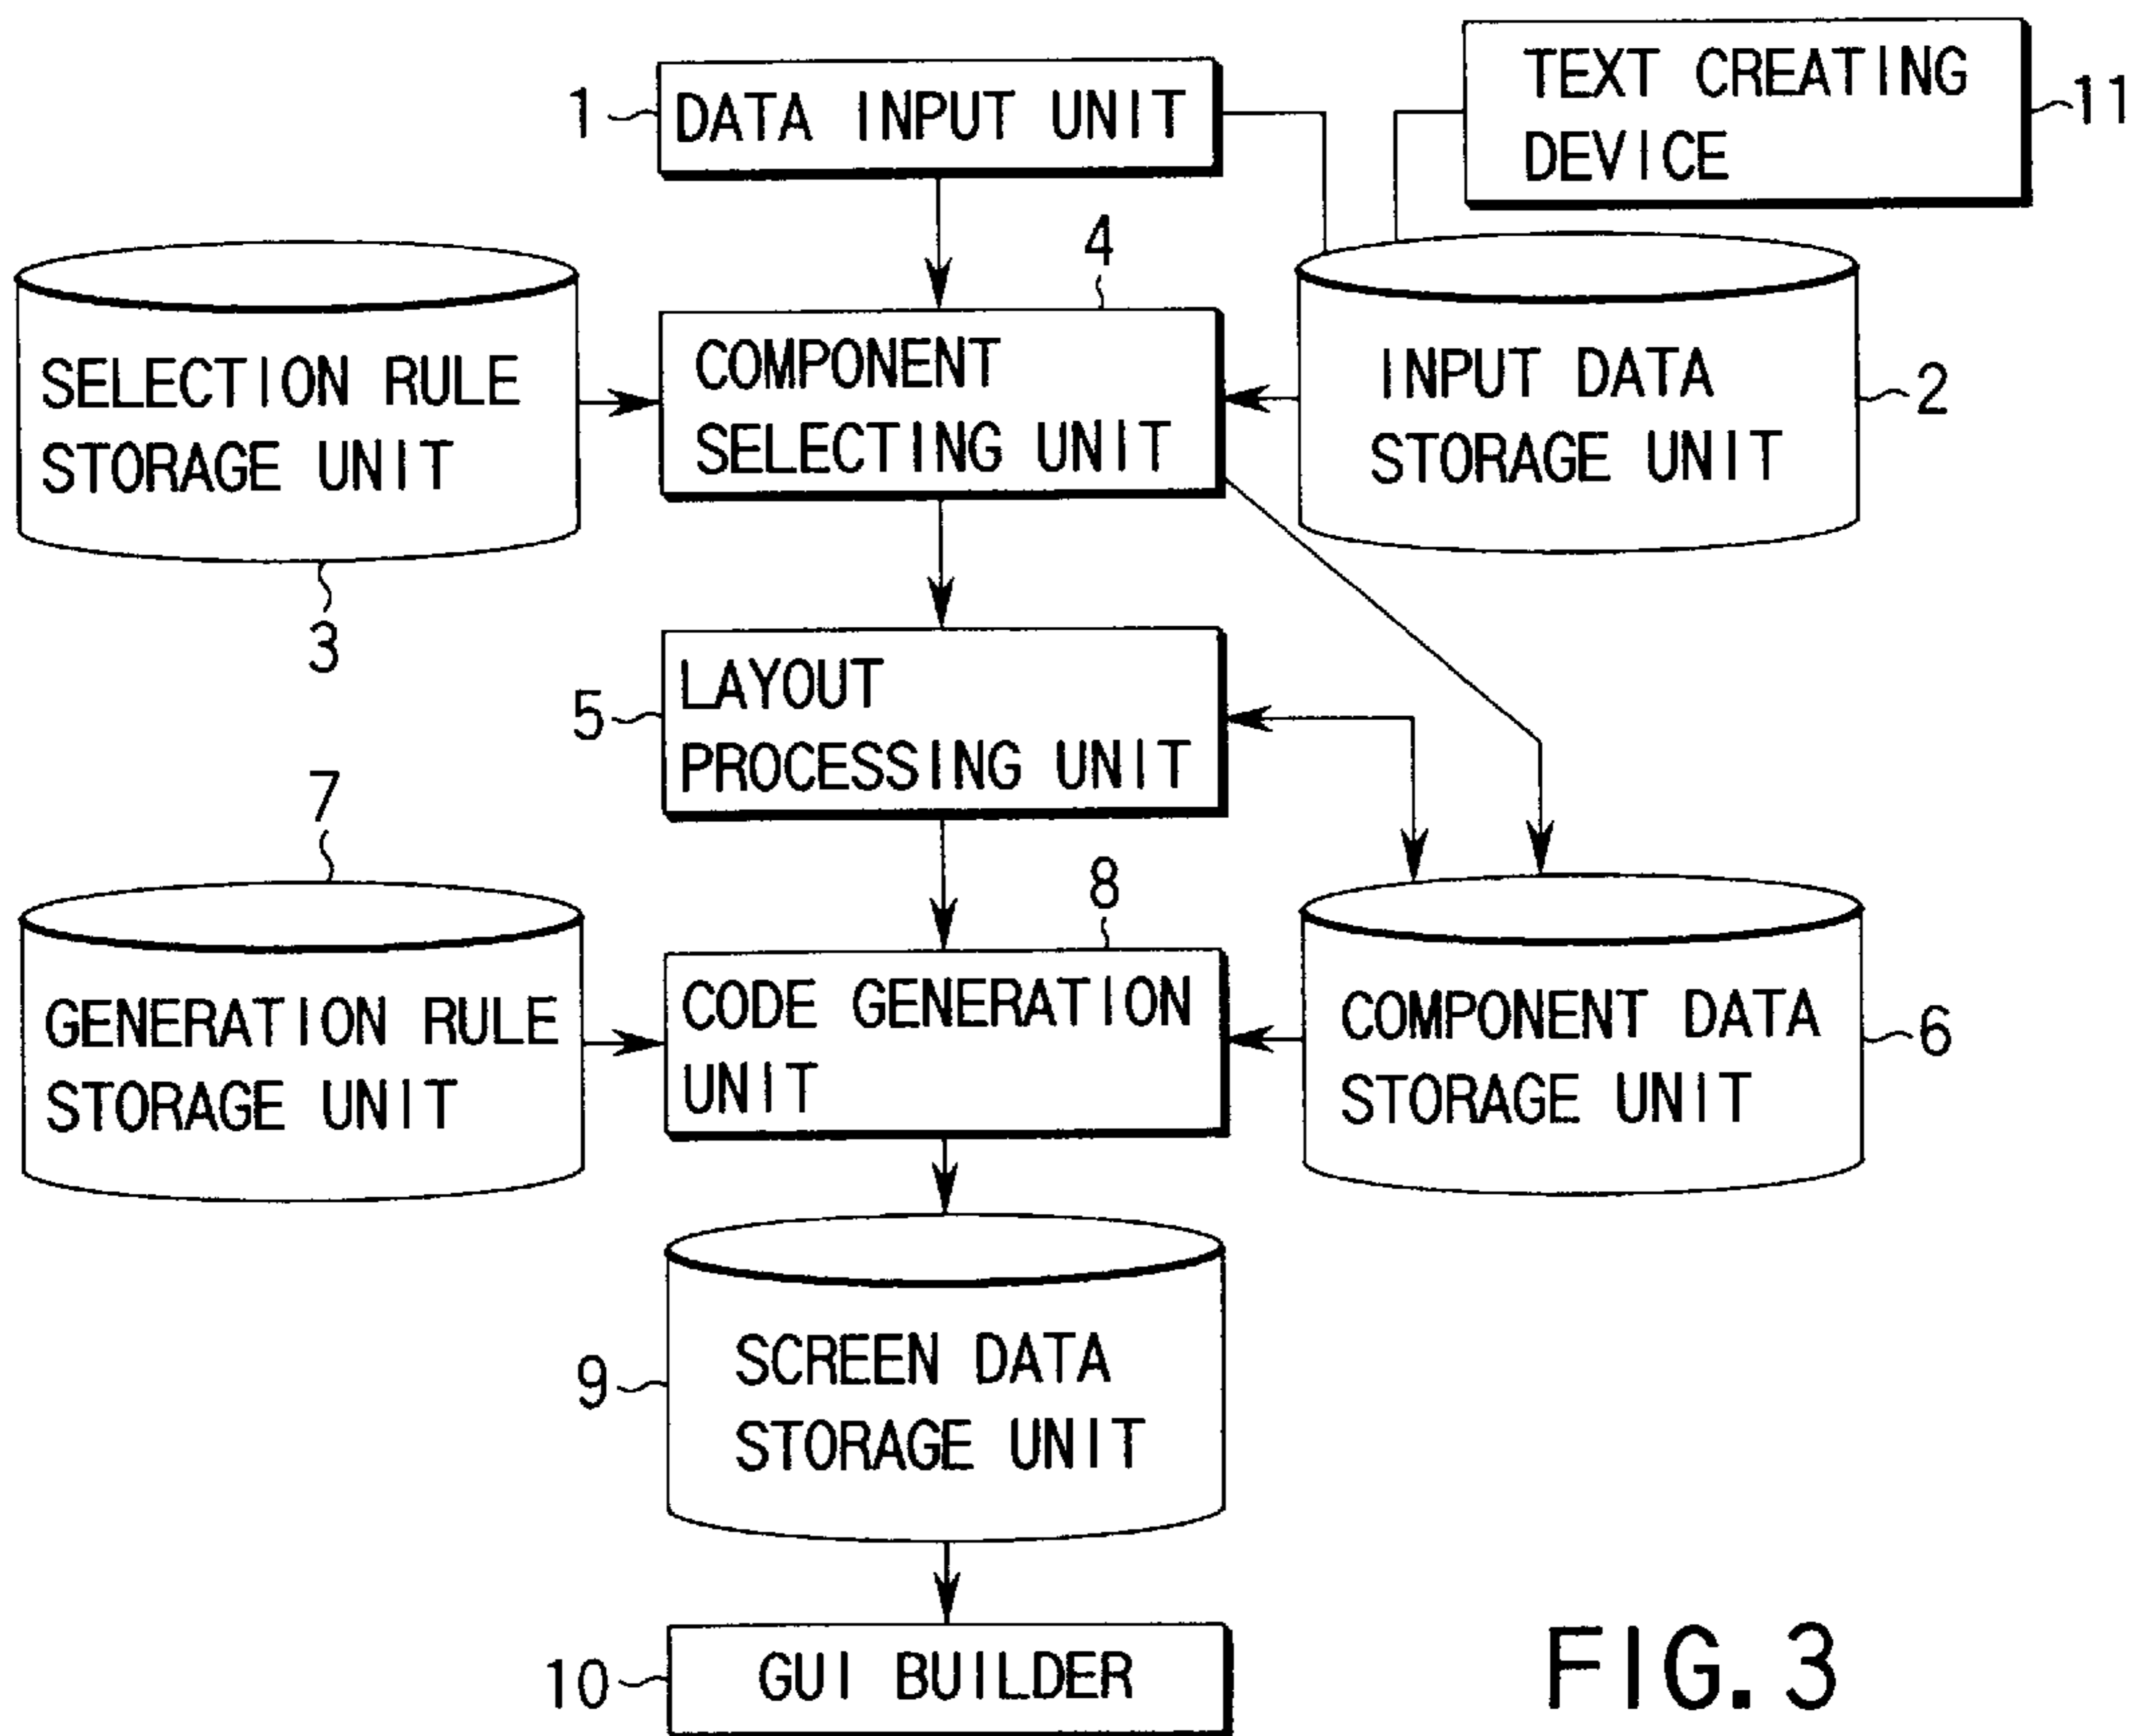 1
DATA INPUT UNIT
TEXT CREATING
DEVICE
11
4
SELECTION RULE
STORAGE UNIT
3
COMPONENT
SELECTING UNIT
INPUT DATA
STORAGE UNIT
2
5
LAYOUT
PROCESSING UNIT
7
8
GENERATION RULE
STORAGE UNIT
CODE GENERATION
UNIT
COMPONENT DATA
STORAGE UNIT
6
9
SCREEN DATA
STORAGE UNIT
10
GUI BUILDER
FIG. 3